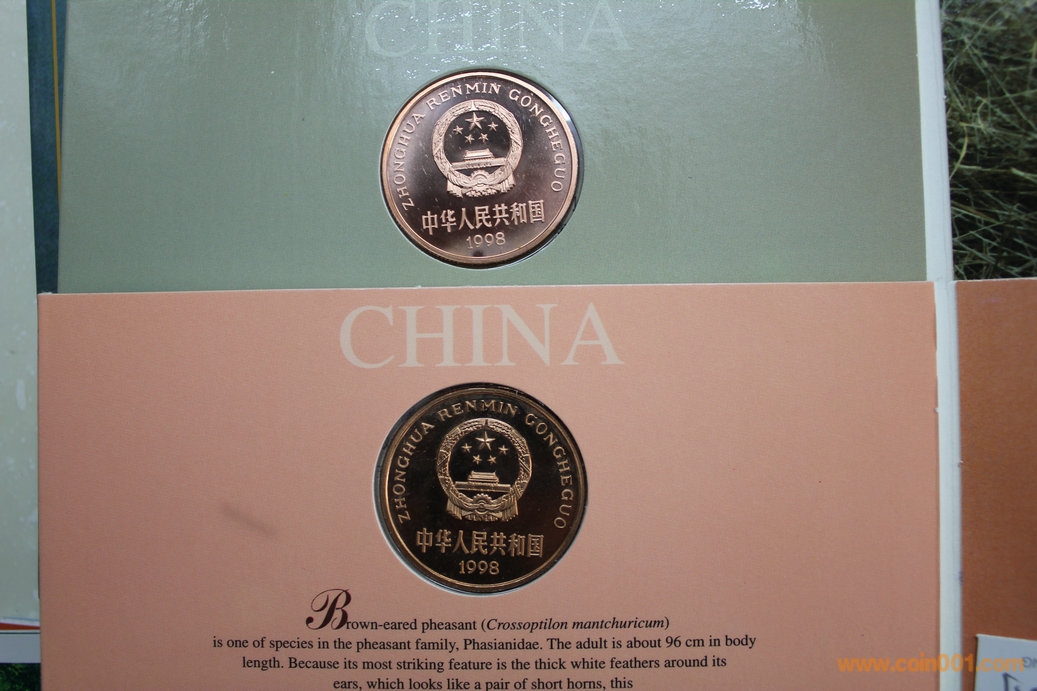 CHINA
ZHONGHUA RENMIN GONGHEGUO
中华人民共和国
1998
CHINA
ZHONGHUA RENMIN GONGHEGUO
中华人民共和国
1998
Brown-eared pheasant (Crossoptilon mantchuricum)
is one of species in the pheasant family, Phasianidae. The adult is about 96 cm in body
length. Because its most striking feature is the thick white feathers around its
ears, which looks like a pair of short horns, this
www.coin001.com